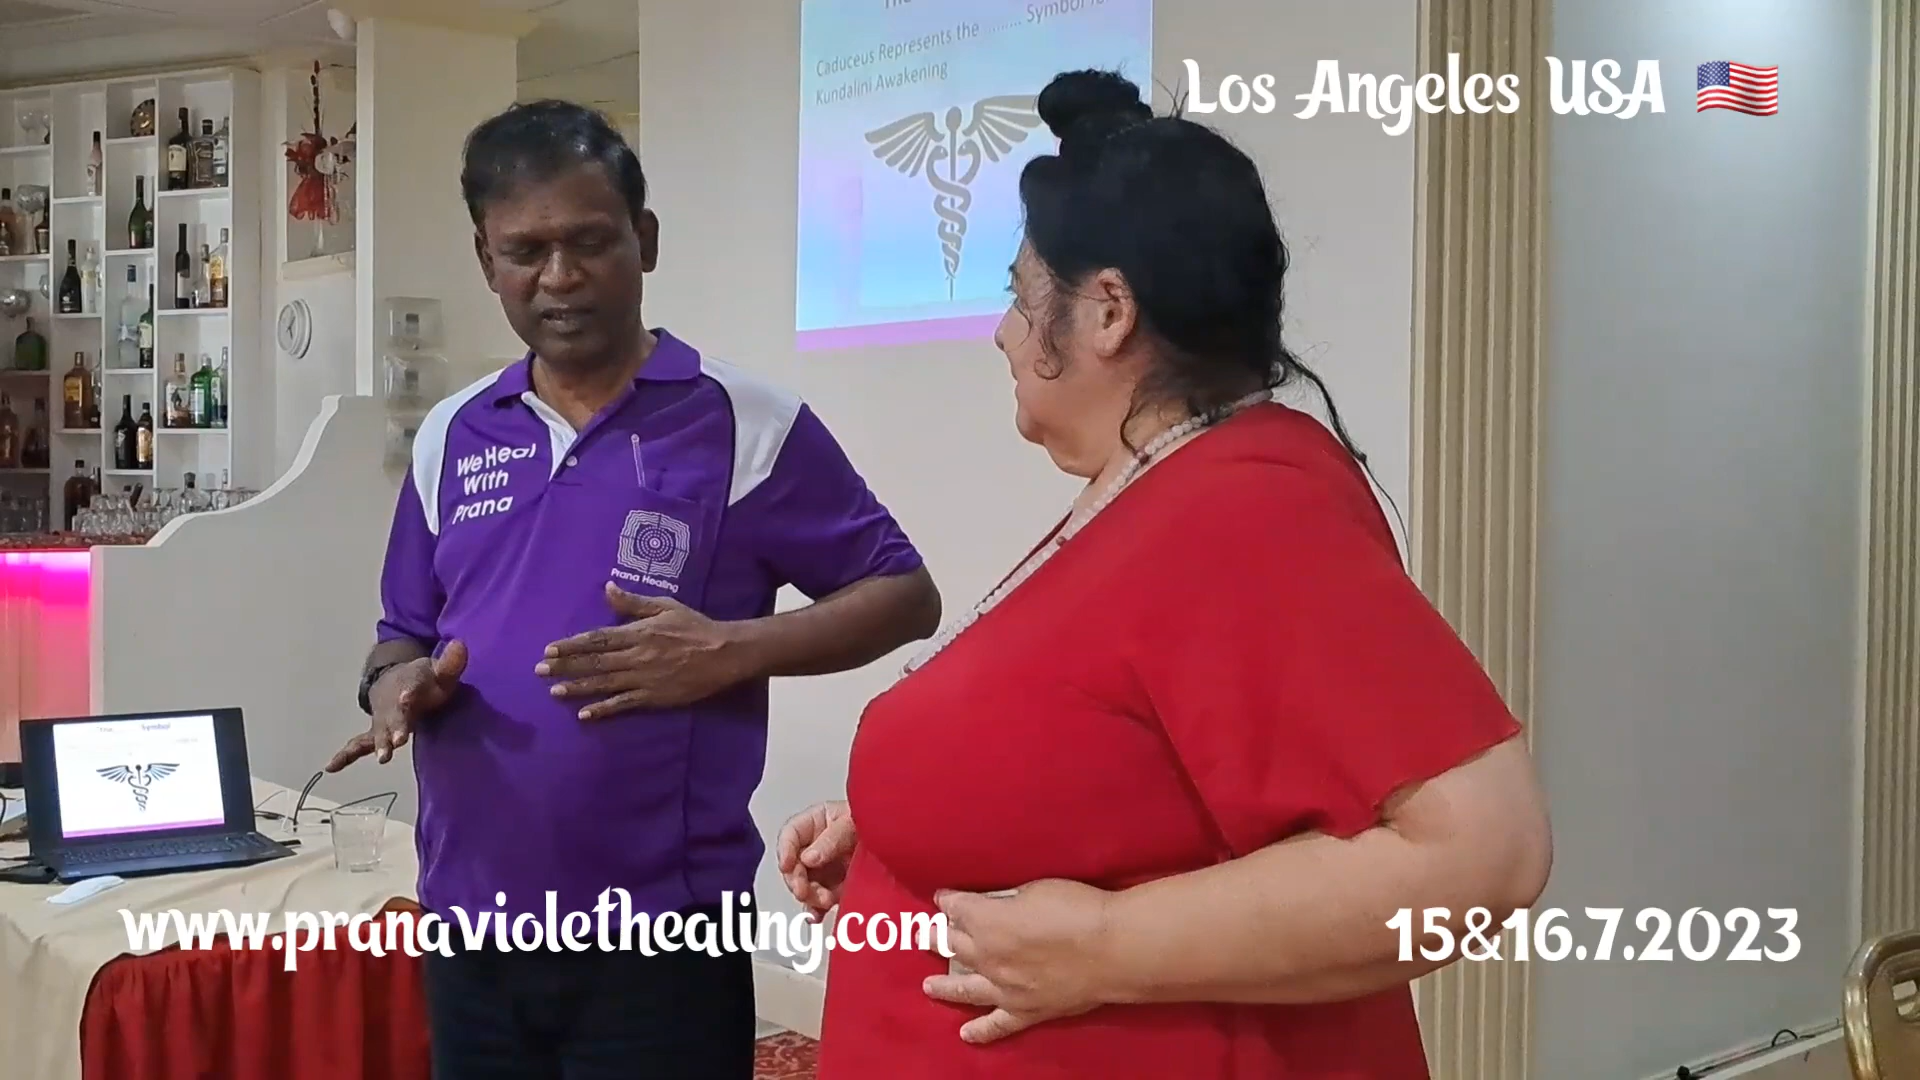 Los Angeles USA
Caduceus Represents the ......... Symbol
Kundalini Awakening
We Heal
With
Prana
Prana Healing
Symbol
www.pranaviolethealing.com
15&16.7.2023